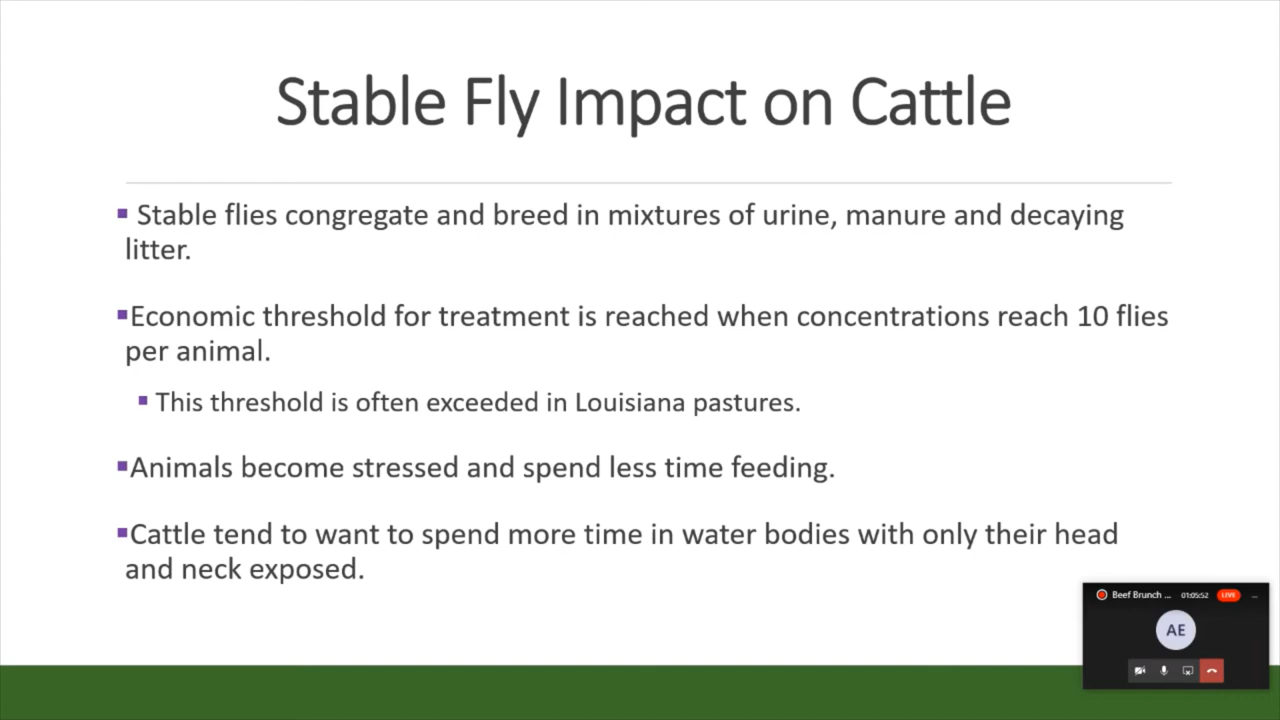 Stable Fly Impact on Cattle
▪ Stable flies congregate and breed in mixtures of urine, manure and decaying
litter.
▪Economic threshold for treatment is reached when concentrations reach 10 flies
per animal.
▪ This threshold is often exceeded in Louisiana pastures.
▪Animals become stressed and spend less time feeding.
▪Cattle tend to want to spend more time in water bodies with only their head
and neck exposed.
Beef Brunch ... 01:05:52 LIVE ...
AE